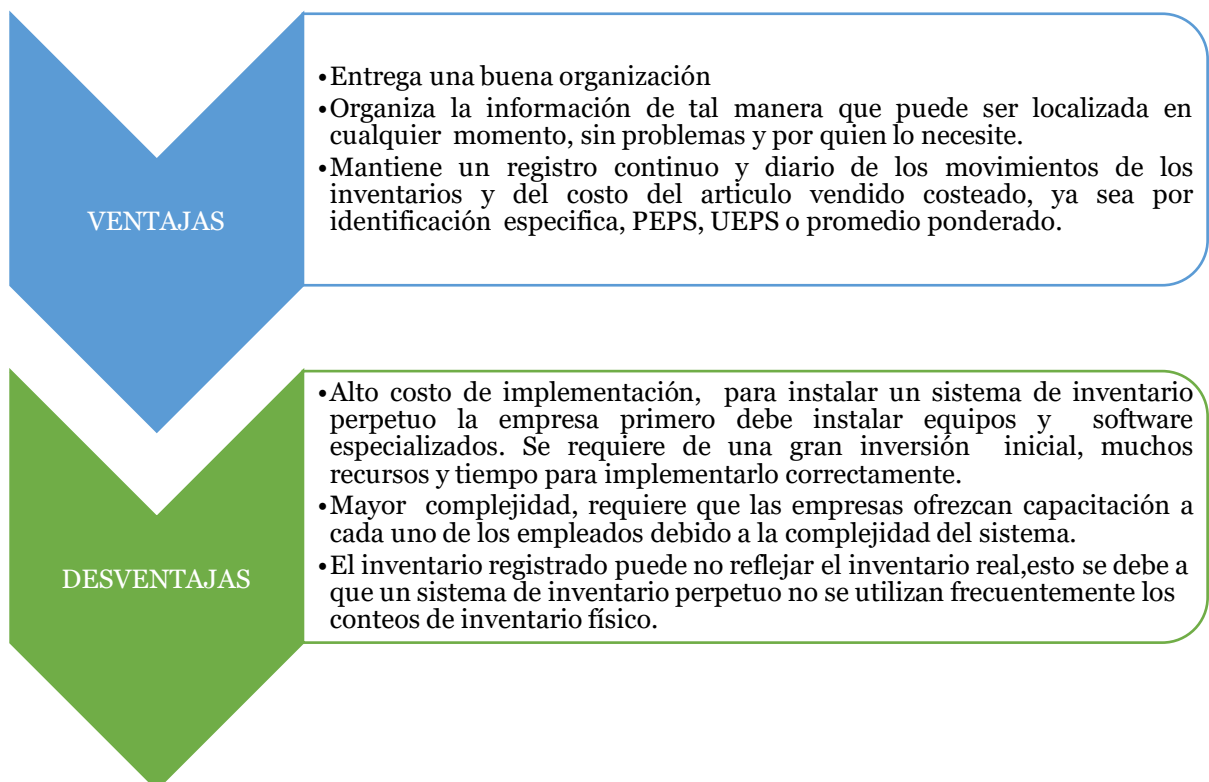 VENTAJAS
•Entrega una buena organización
•Organiza la información de tal manera que puede ser localizada en
cualquier momento, sin problemas y por quien lo necesite.
•Mantiene un registro continuo y diario de los movimientos de los
inventarios y del costo del articulo vendido costeado, ya sea por
identificación especifica, PEPS, UEPS o promedio ponderado.
DESVENTAJAS
•Alto costo de implementación, para instalar un sistema de inventario
perpetuo la empresa primero debe instalar equipos y software
especializados. Se requiere de una gran inversión inicial, muchos
recursos y tiempo para implementarlo correctamente.
•Mayor complejidad, requiere que las empresas ofrezcan capacitación a
cada uno de los empleados debido a la complejidad del sistema.
•El inventario registrado puede no reflejar el inventario real,esto se debe a
que un sistema de inventario perpetuo no se utilizan frecuentemente los
conteos de inventario físico.